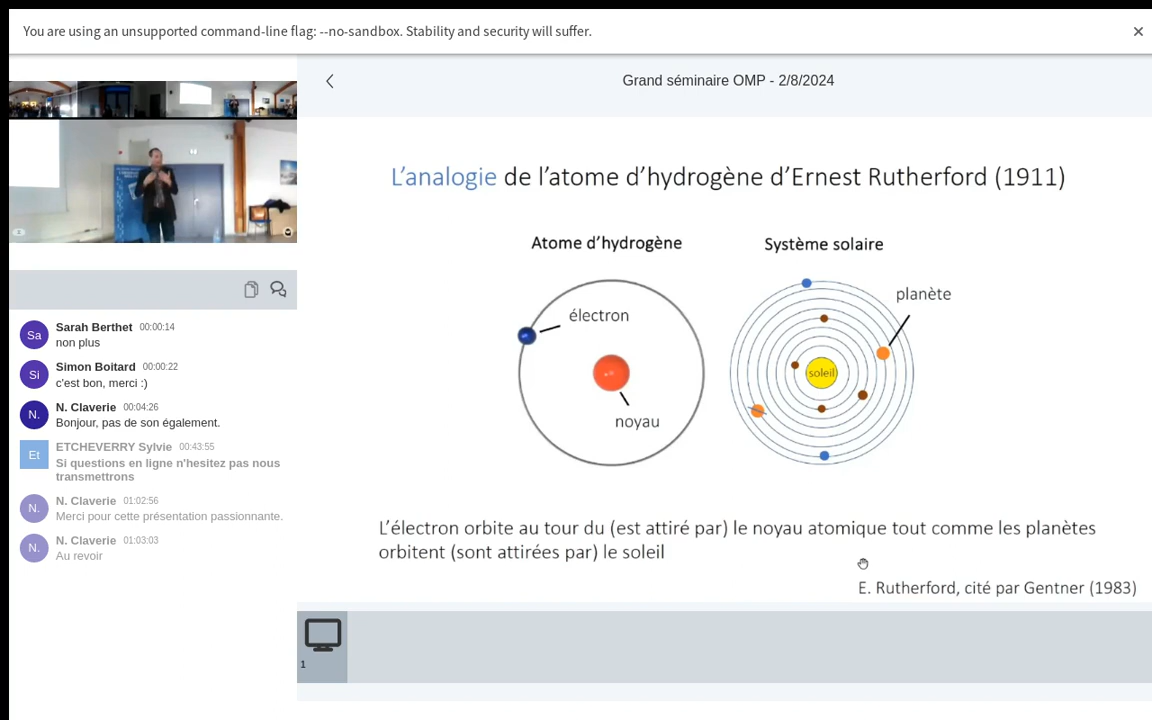 You are using an unsupported command-line flag: --no-sandbox. Stability and security will suffer.
Grand séminaire OMP - 2/8/2024
L'analogie de l'atome d'hydrogène d'Ernest Rutherford (1911)
Atome d'hydrogène
Système solaire
électron
noyau
planète
soleil
L'électron orbite au tour du (est attiré par) le noyau atomique tout comme les planètes
orbitent (sont attirées par) le soleil
E. Rutherford, cité par Gentner (1983)
Sa
Sarah Berthet 00:00:14
non plus
Si
Simon Boitard 00:00:22
c'est bon, merci :)
N.
N. Claverie 00:04:26
Bonjour, pas de son également.
Et
ETCHEVERRY Sylvie 00:43:55
Si questions en ligne n'hesitez pas nous
transmettrons
N.
N. Claverie 01:02:56
Merci pour cette présentation passionnante.
N.
N. Claverie 01:03:03
Au revoir
1